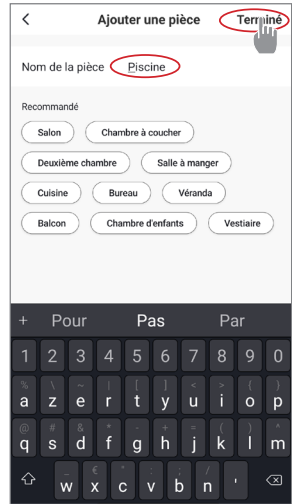 Ajouter une pièce Terminé
Nom de la pièce Piscine
Recommandé
Salon Chambre à coucher
Deuxième chambre Salle à manger
Cuisine Bureau Véranda
Balcon Chambre d'enfants Vestiaire
+ Pour Pas Par
1 2 3 4 5 6 7 8 9 0
% \ ~ | [ ] < > { }
a z e r t y u i o p
@ # & * - + = ( ) ^
q s d f g h j k l m
_ € " : ; / 
w x c v b n '